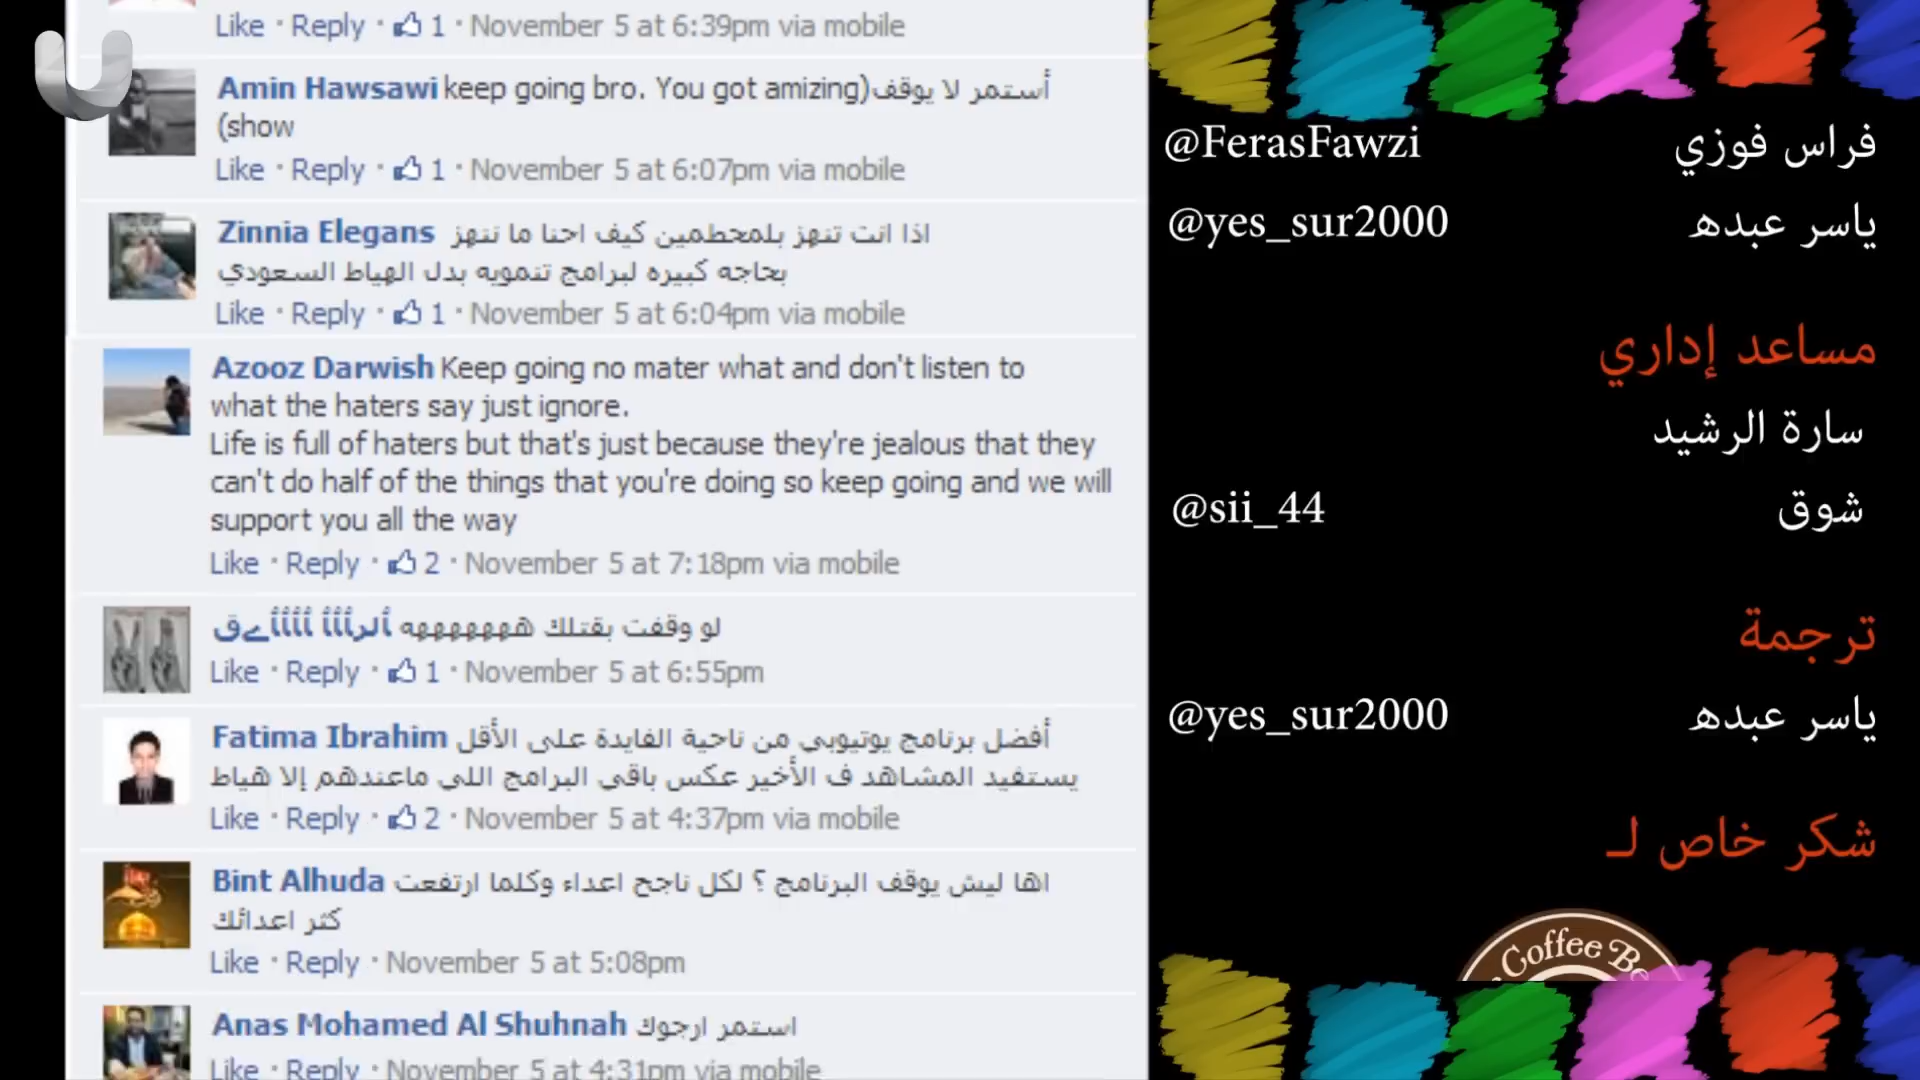 U
Like · Reply · 1 · November 5 at 6:39pm via mobile
Amin Hawsawi keep going bro. You got amizing)أستمر لا يوقف
(show
Like · Reply · 1 · November 5 at 6:07pm via mobile
Zinnia Elegans اذا انت تنهز بلمحطمين كيف احنا ما ننهز
بحاجه كبيره لبرامج تنمويه بدل الهياط السعودي
Like · Reply · 1 · November 5 at 6:04pm via mobile
Azooz Darwish Keep going no mater what and don't listen to
what the haters say just ignore.
Life is full of haters but that's just because they're jealous that they
can't do half of the things that you're doing so keep going and we will
support you all the way
Like · Reply · 2 · November 5 at 7:18pm via mobile
لو وقفت بقتلك هههههههه
Like · Reply · 1 · November 5 at 6:55pm
Fatima Ibrahim أفضل برنامج يوتيوبي من ناحية الفايدة على الأقل
يستفيد المشاهد ف الأخير عكس باقي البرامج اللي ماعندهم إلا هياط
Like · Reply · 2 · November 5 at 4:37pm via mobile
Bint Alhuda اها ليش يوقف البرنامج ؟ لكل ناجح اعداء وكلما ارتفعت
كثر اعدائك
Like · Reply · November 5 at 5:08pm
Anas Mohamed Al Shuhnah استمر ارجوك
Like · Reply · November 5 at 4:31pm via mobile
فراس فوزي @FerasFawzi
ياسر عبده @yes_sur2000
مساعد إداري
سارة الرشيد
شوق @sii_44
ترجمة
ياسر عبده @yes_sur2000
شكر خاص لـ
Coffee Be